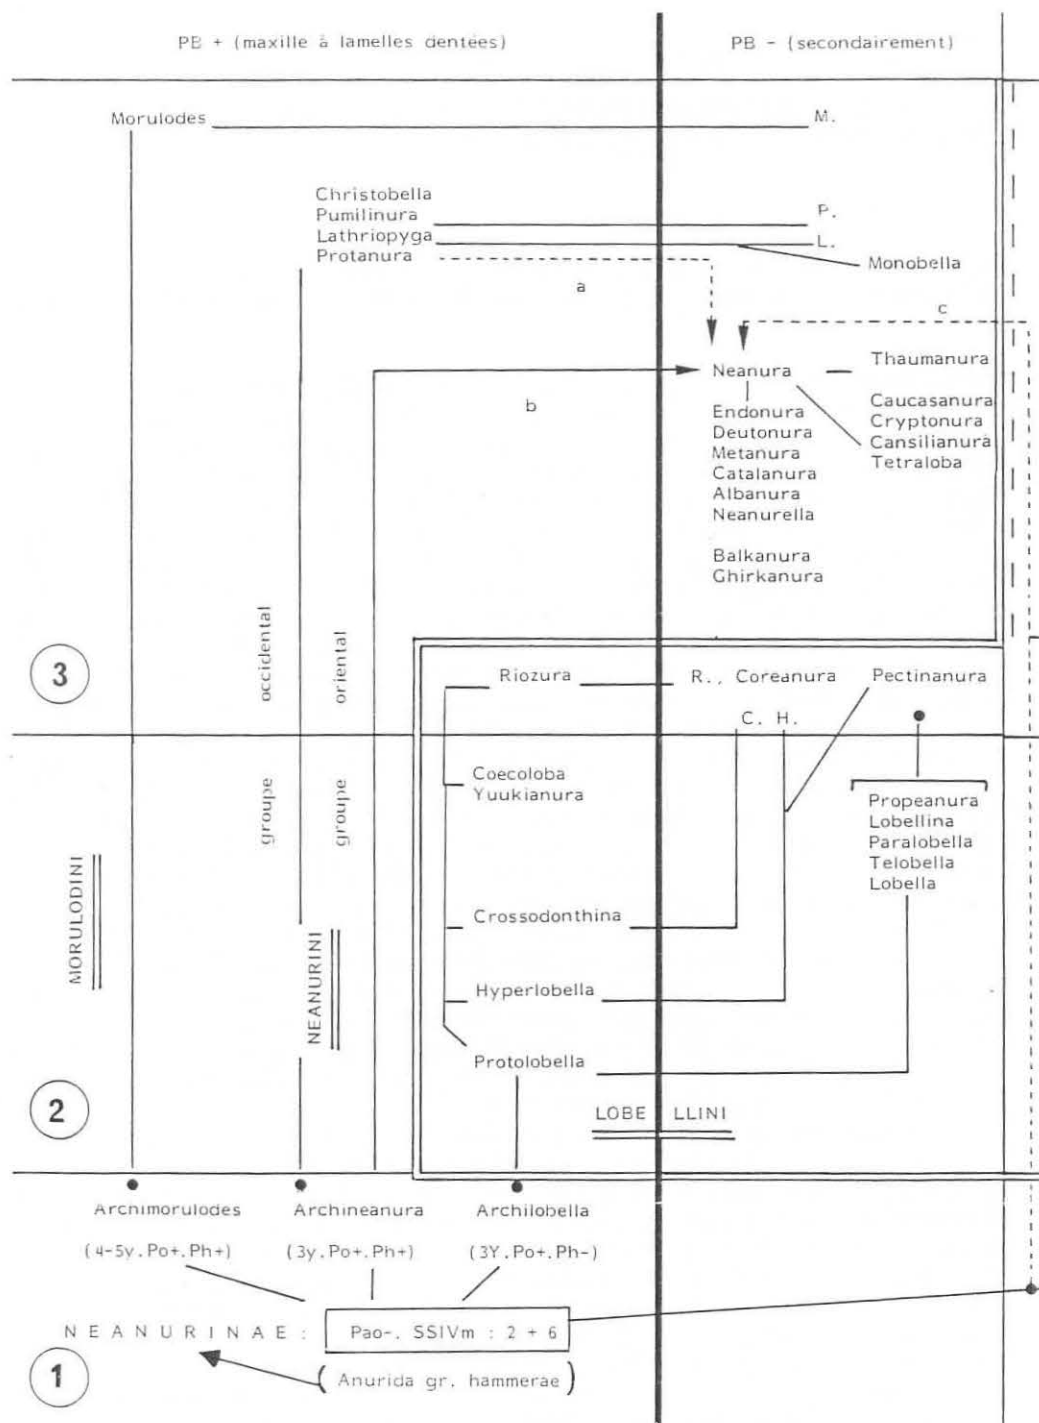 PB + (maxille à lamelles dentées)
PB - (secondairement)
Morulodes
M.
Christobella
Pumilinura
P.
Lathriopyga
L.
Protanura
Monobella
a
c
Neanura
Thaumanura
b
Endonura
Deutonura
Metanura
Catalanura
Albanura
Neanurella
Caucasanura
Cryptonura
Cansilianura
Tetraloba
Balkanura
Ghirkanura
occidental
oriental
3
Riozura
R., Coreanura
Pectinanura
C. H.
Coecoloba
Yuukianura
groupe
groupe
Propeanura
Lobellina
Paralobella
Telobella
Lobella
MORULODINI
NEANURINI
Crossodonthina
Hyperlobella
Protolobella
2
LOBE LLINI
Archimorulodes
Archineanura
Archilobella
(4-5y.Po+.Ph+)
(3y.Po+.Ph+)
(3Y.Po+.Ph-)
NEANURINAE :
Pao-. SSIVm : 2 + 6
1
(Anurida gr. hammerae)